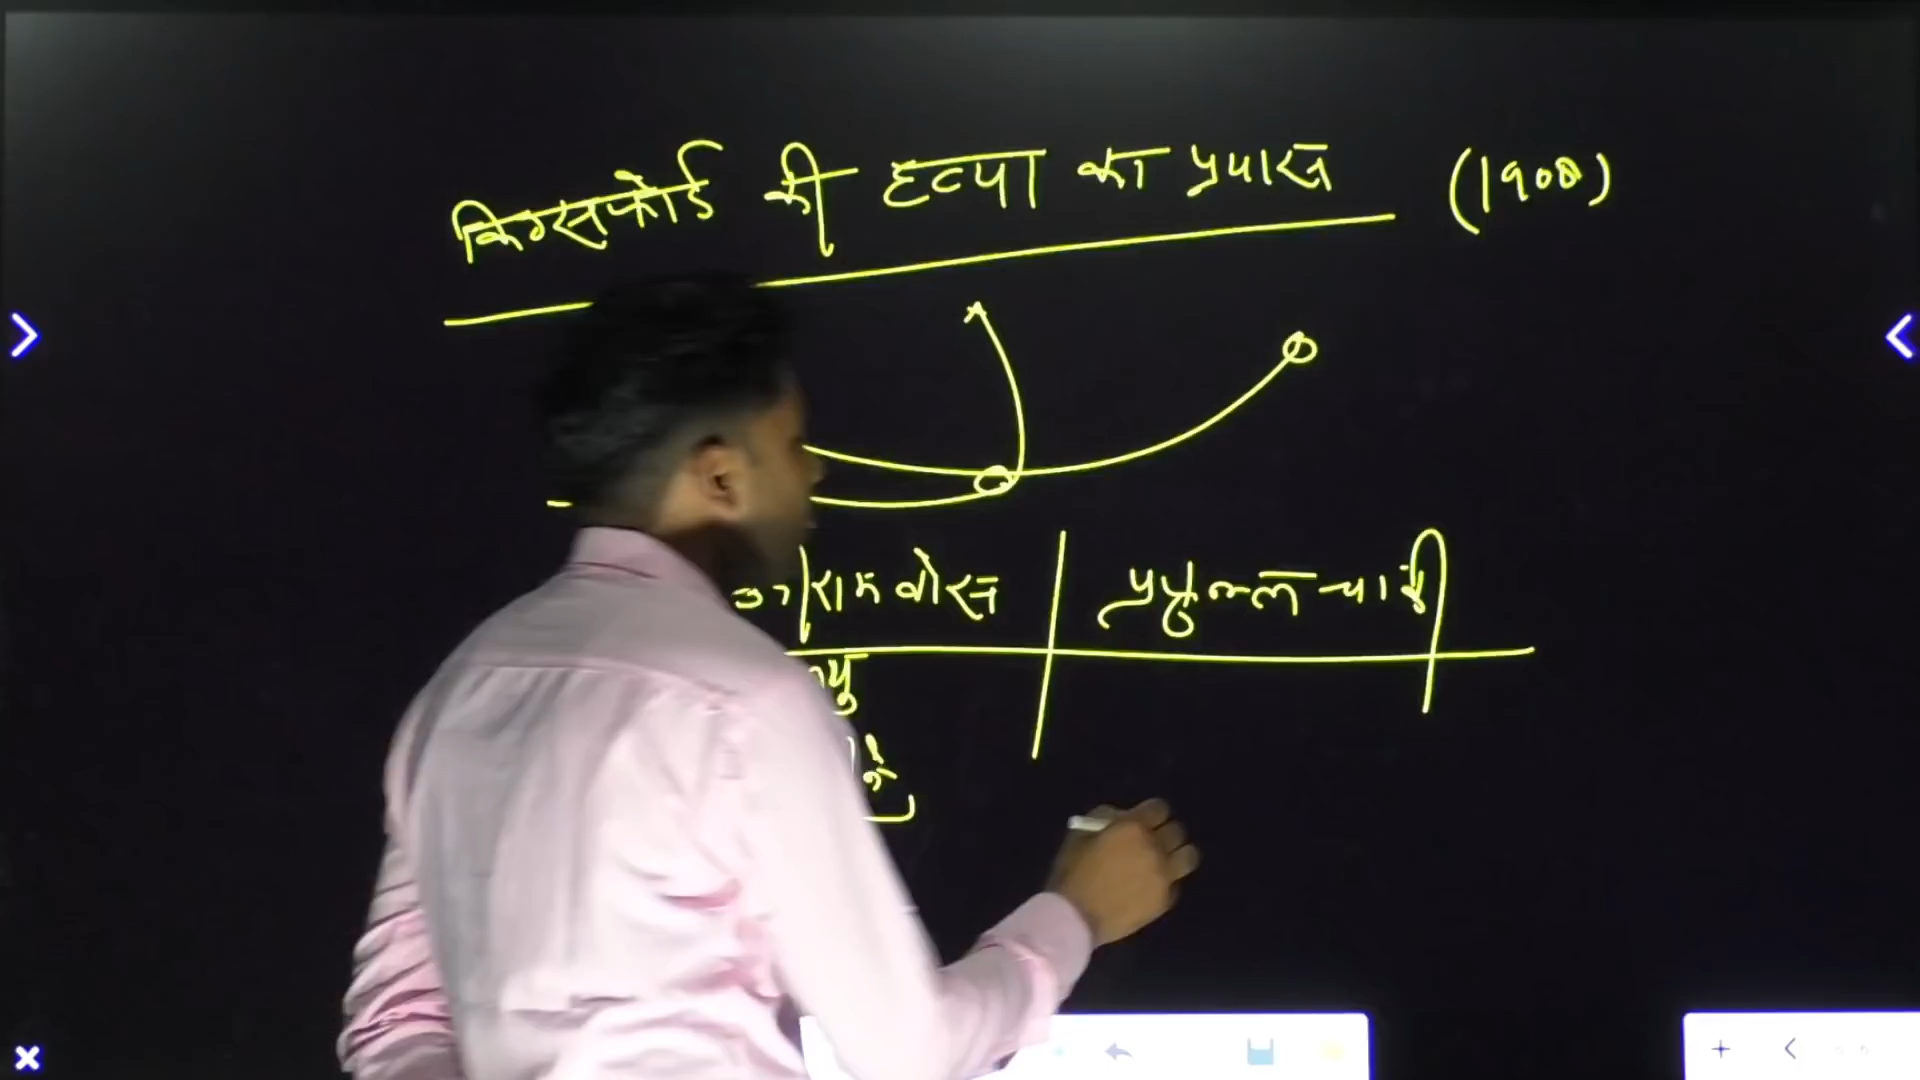 किंग्सफोर्ड की हत्या का प्रयास (1908)
राम बोस प्रफुल्ल चाकी